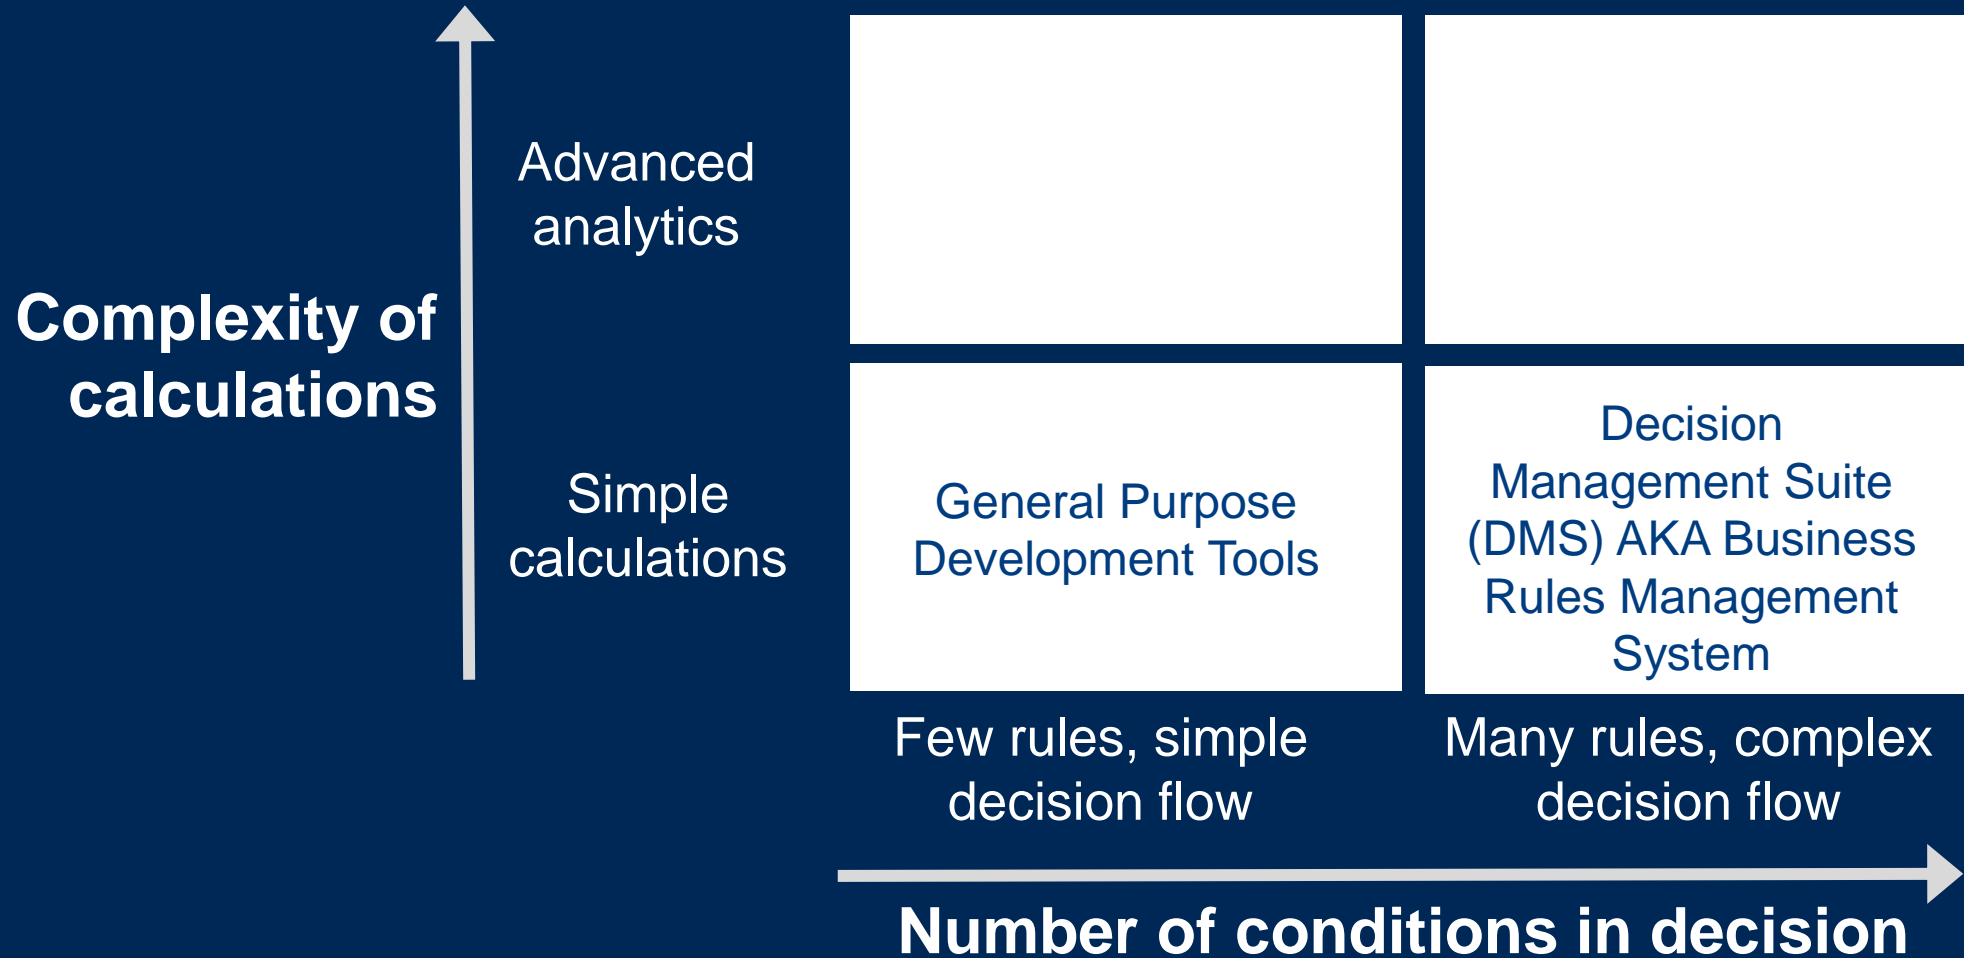 Advanced
analytics
Complexity of
calculations
Simple
calculations
General Purpose
Development Tools
Decision
Management Suite
(DMS) AKA Business
Rules Management
System
Few rules, simple
decision flow
Many rules, complex
decision flow
Number of conditions in decision